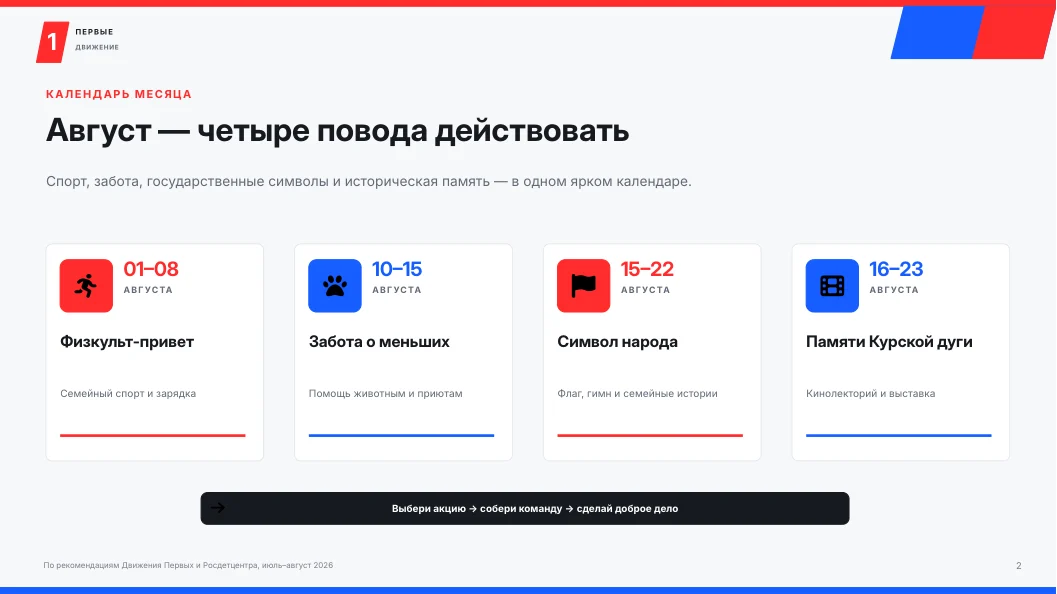 1
ПЕРВЫЕ
ДВИЖЕНИЕ
КАЛЕНДАРЬ МЕСЯЦА
Август — четыре повода действовать
Спорт, забота, государственные символы и историческая память — в одном ярком календаре.
01–08
АВГУСТА
Физкульт-привет
Семейный спорт и зарядка
10–15
АВГУСТА
Забота о меньших
Помощь животным и приютам
15–22
АВГУСТА
Символ народа
Флаг, гимн и семейные истории
16–23
АВГУСТА
Памяти Курской дуги
Кинолекторий и выставка
Выбери акцию → собери команду → сделай доброе дело
По рекомендациям Движения Первых и Росдетцентра, июль–август 2026
2